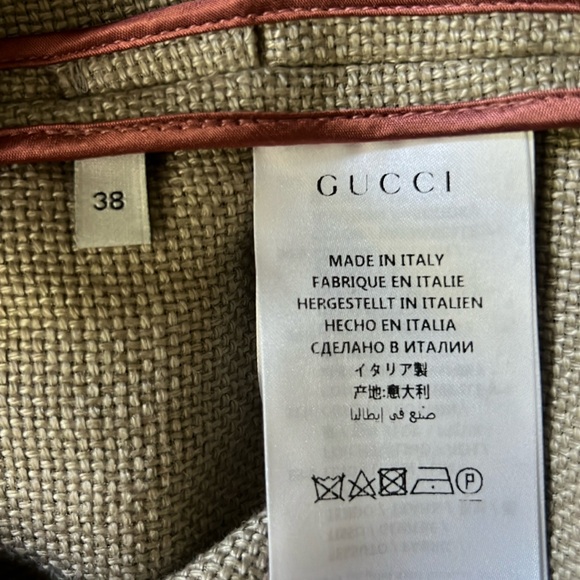 38
GUCCI
MADE IN ITALY
FABRIQUE EN ITALIE
HERGESTELLT IN ITALIEN
HECHO EN ITALIA
СДЕЛАНО В ИТАЛИИ
イタリア製
产地:意大利
صنع في إيطاليا
P